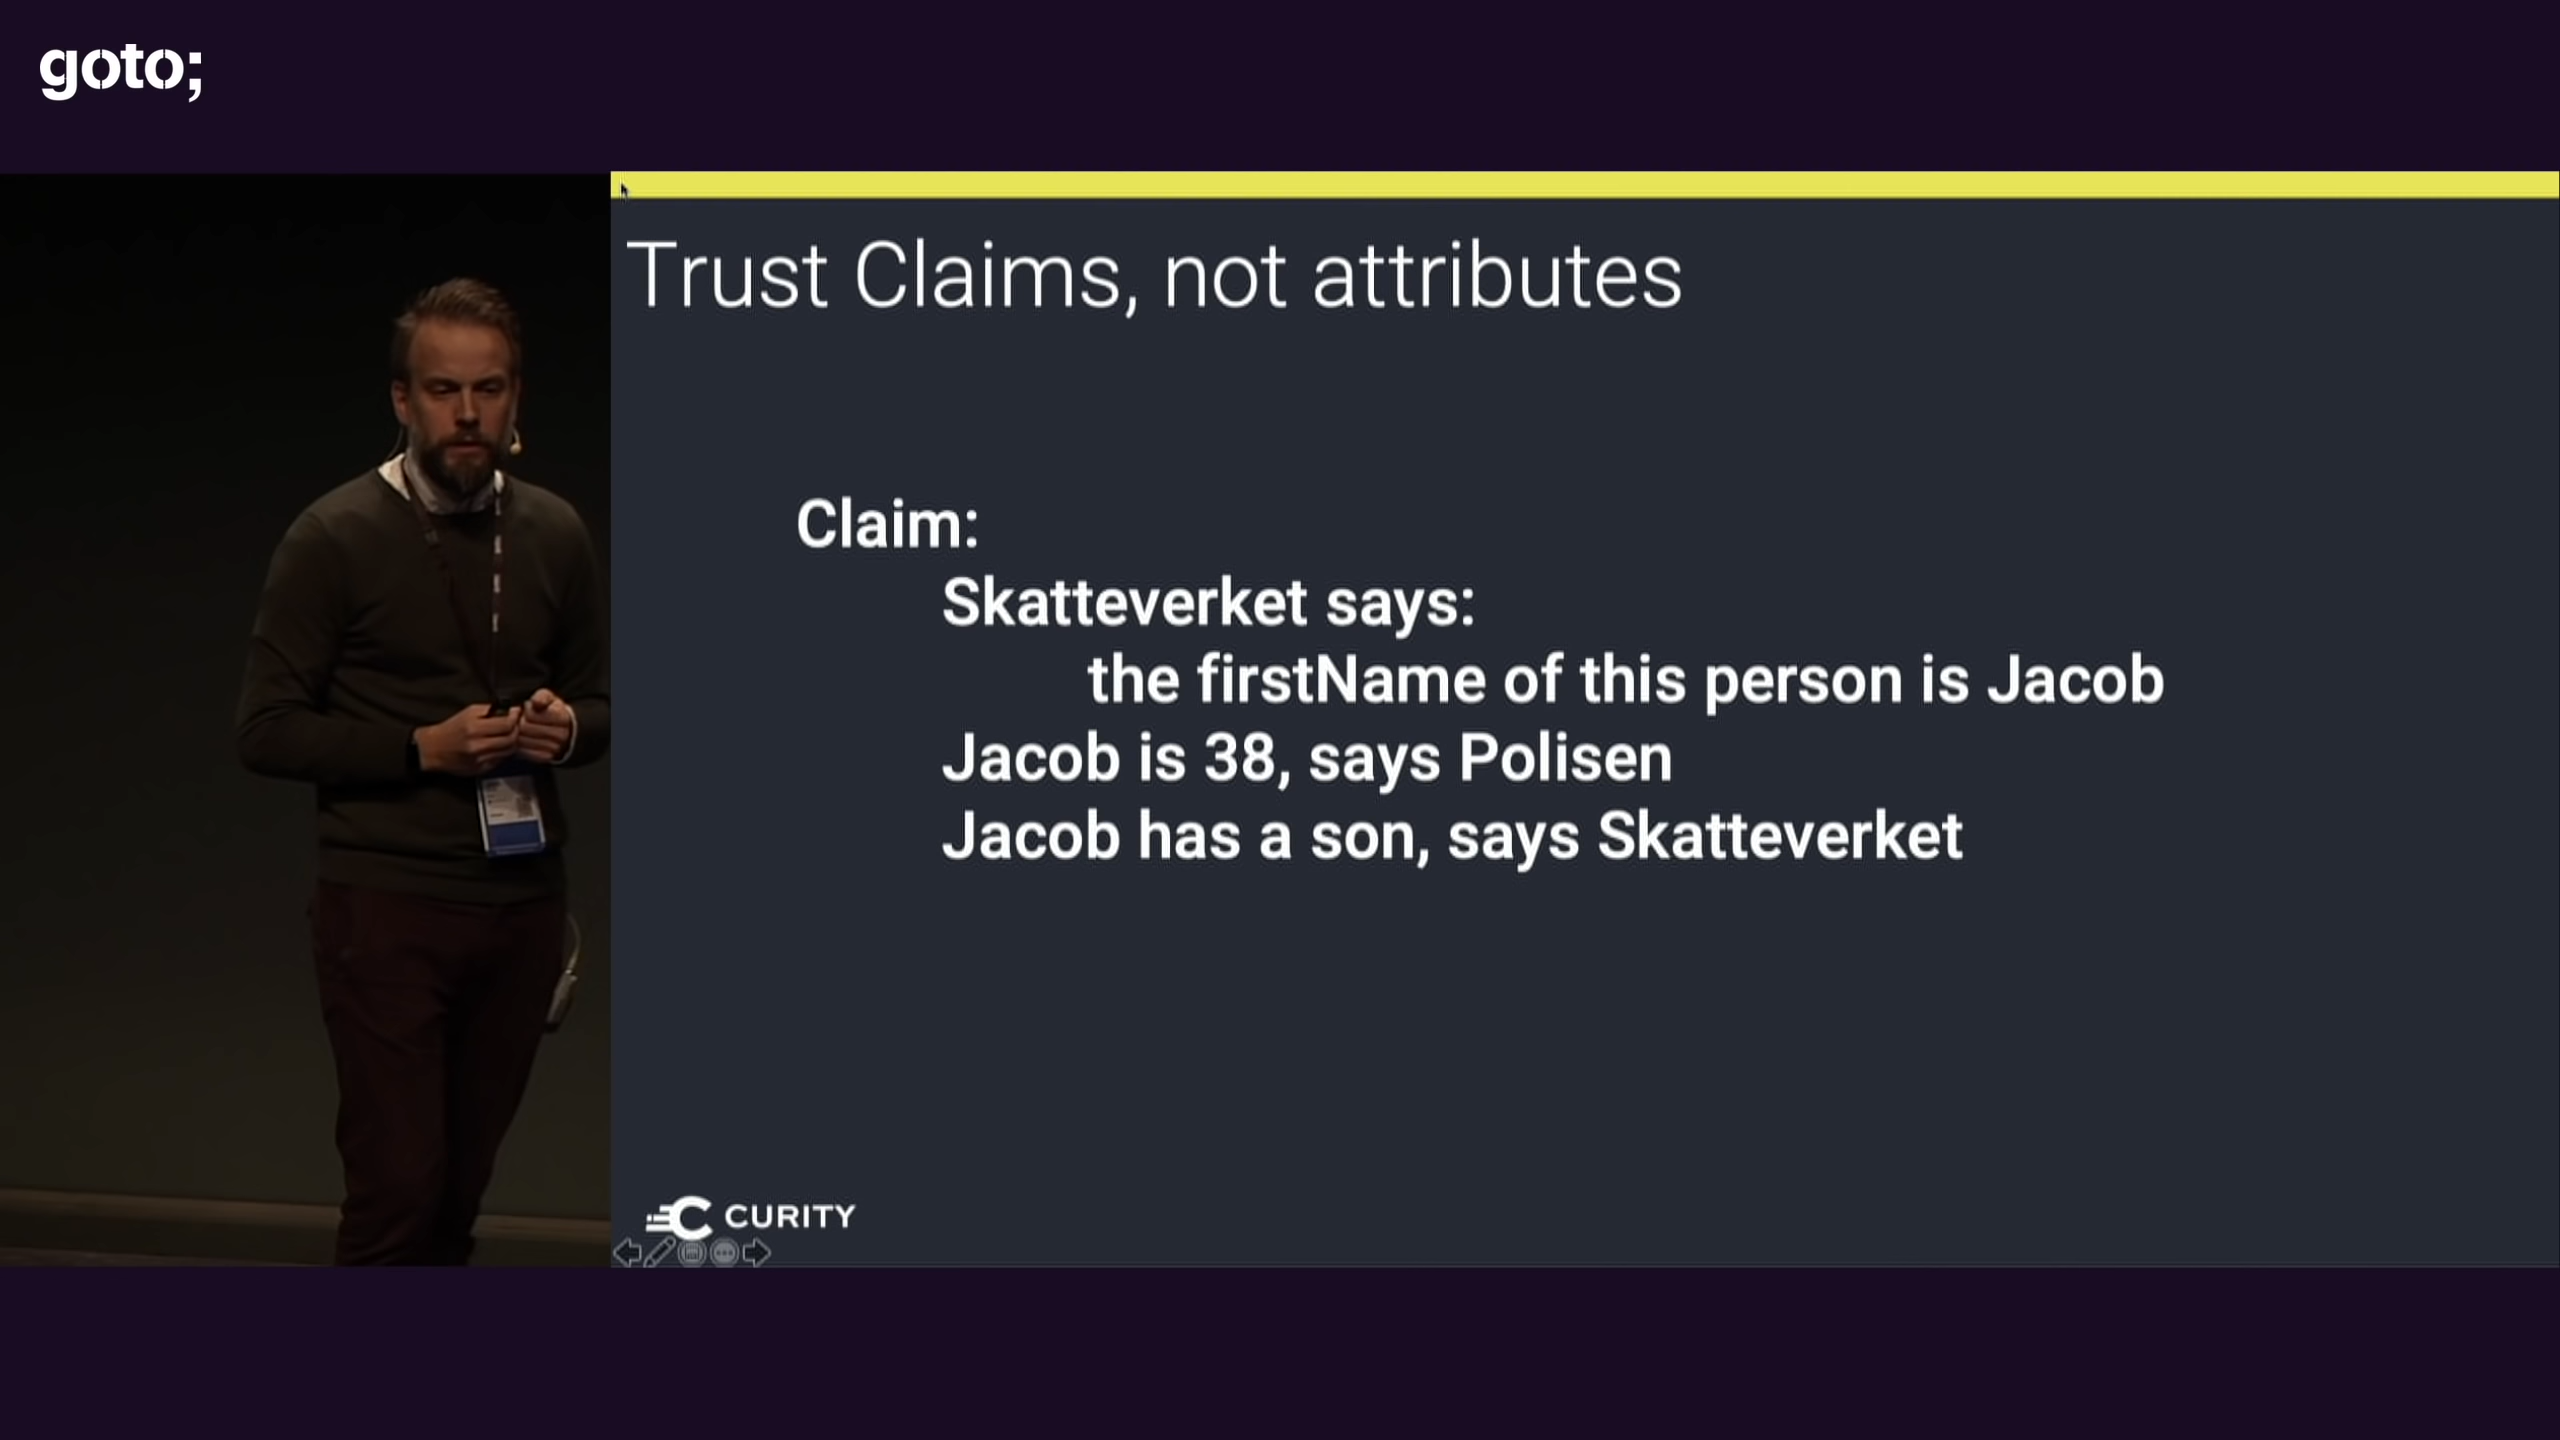 goto;
Trust Claims, not attributes
Claim:
Skatteverket says:
the firstName of this person is Jacob
Jacob is 38, says Polisen
Jacob has a son, says Skatteverket
CURITY